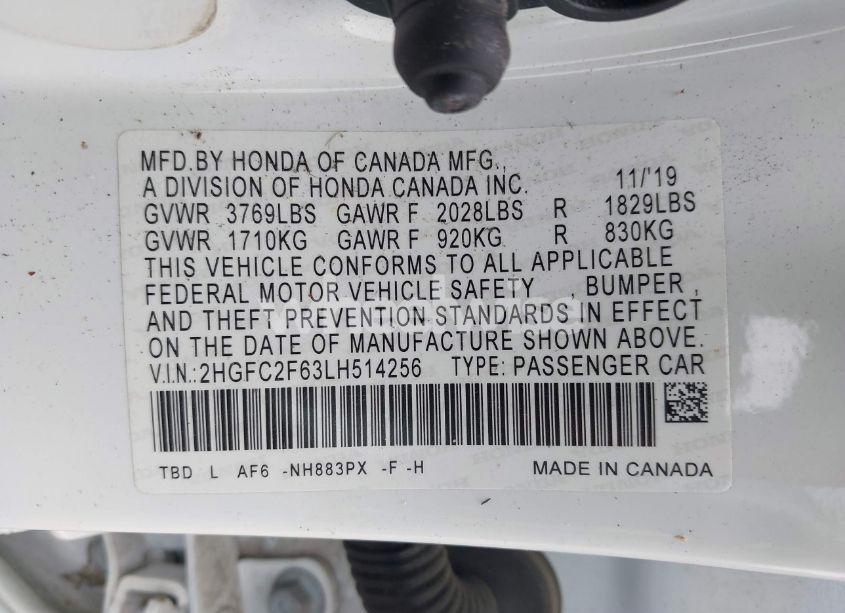 MFD.BY HONDA OF CANADA MFG.,
A DIVISION OF HONDA CANADA INC. 11/'19
GVWR 3769LBS GAWR F 2028LBS R 1829LBS
GVWR 1710KG GAWR F 920KG R 830KG
THIS VEHICLE CONFORMS TO ALL APPLICABLE
FEDERAL MOTOR VEHICLE SAFETY , BUMPER ,
AND THEFT PREVENTION STANDARDS IN EFFECT
ON THE DATE OF MANUFACTURE SHOWN ABOVE.
V.I.N.:2HGFC2F63LH514256 TYPE: PASSENGER CAR
TBD L AF6 -NH883PX -F -H MADE IN CANADA